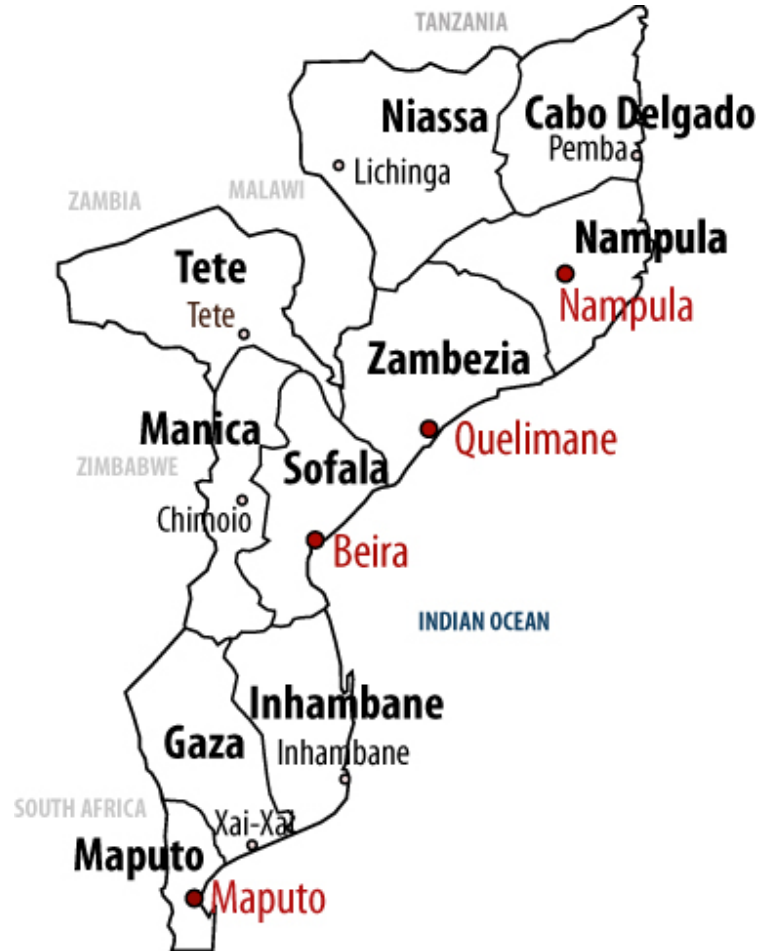 TANZANIA
Niassa
Cabo Delgado
Pemba
Lichinga
ZAMBIA
MALAWI
Nampula
Tete
Nampula
Tete
Zambezia
Manica
Quelimane
ZIMBABWE
Sofala
Chimoio
Beira
INDIAN OCEAN
Inhambane
Gaza
Inhambane
SOUTH AFRICA
Xai-Xai
Maputo
Maputo